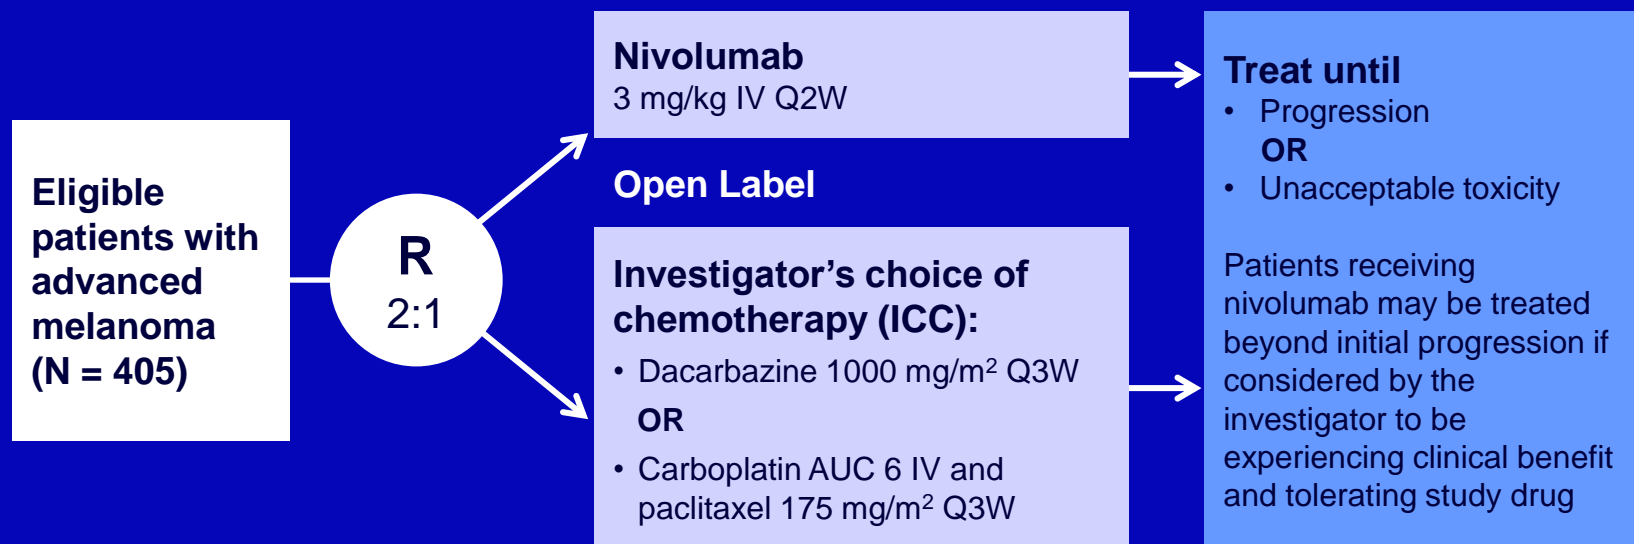 Eligible
patients with
advanced
melanoma
(N = 405)
R
2:1
Nivolumab
3 mg/kg IV Q2W
Open Label
Investigator’s choice of
chemotherapy (ICC):
• Dacarbazine 1000 mg/m² Q3W
OR
• Carboplatin AUC 6 IV and
paclitaxel 175 mg/m² Q3W
Treat until
• Progression
OR
• Unacceptable toxicity
Patients receiving
nivolumab may be treated
beyond initial progression if
considered by the
investigator to be
experiencing clinical benefit
and tolerating study drug